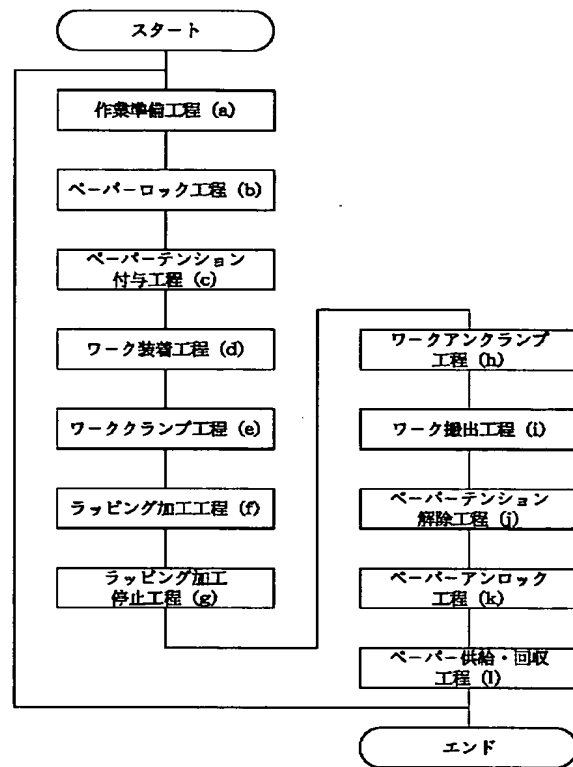 スタート
作業準備工程 (a)
ペーパーロック工程 (b)
ペーパーテンション
付与工程 (c)
ワーク装着工程 (d)
ワーククランプ工程 (e)
ラッピング加工工程 (f)
ラッピング加工
停止工程 (g)
ワークアンクランプ
工程 (h)
ワーク搬出工程 (i)
ペーパーテンション
解除工程 (j)
ペーパーアンロック
工程 (k)
ペーパー供給・回収
工程 (l)
エンド